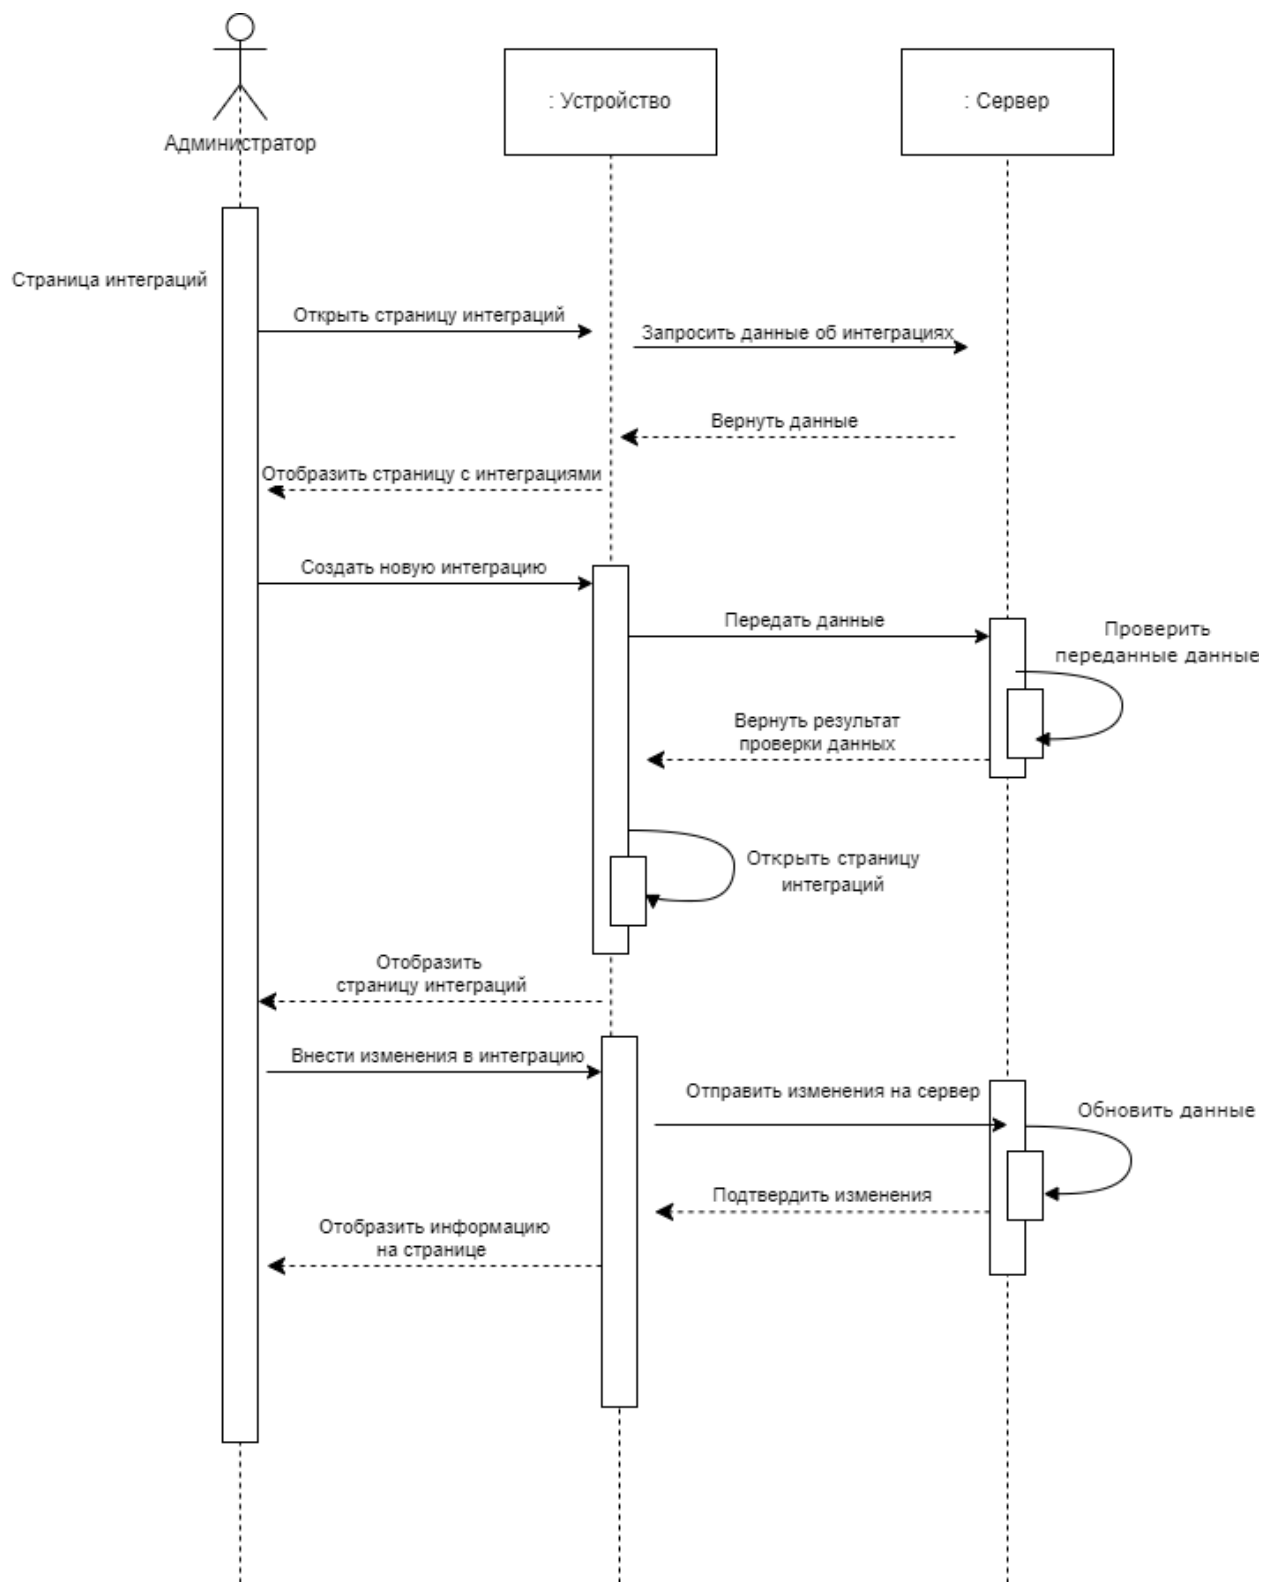 Администратор
: Устройство
: Сервер
Страница интеграций
Открыть страницу интеграций
Запросить данные об интеграциях
Вернуть данные
Отобразить страницу с интеграциями
Создать новую интеграцию
Передать данные
Проверить
переданные данные
Вернуть результат
проверки данных
Открыть страницу
интеграций
Отобразить
страницу интеграций
Внести изменения в интеграцию
Отправить изменения на сервер
Обновить данные
Подтвердить изменения
Отобразить информацию
на странице